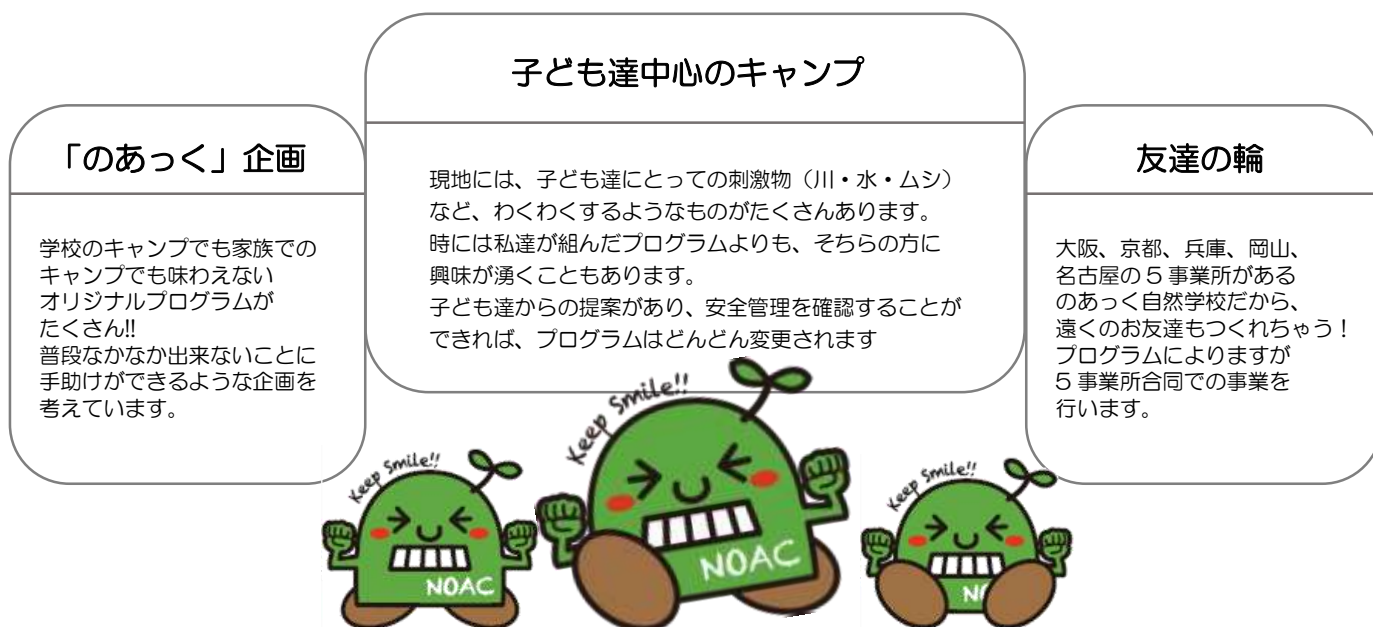 「のあっく」企画
学校のキャンプでも家族での
キャンプでも味わえない
オリジナルプログラムが
たくさん!!
普段なかなか出来ないことに
手助けができるような企画を
考えています。
子ども達中心のキャンプ
現地には、子ども達にとっての刺激物（川・水・ムシ）
など、わくわくするようなものがたくさんあります。
時には私達が組んだプログラムよりも、そちらの方に
興味が湧くこともあります。
子ども達からの提案があり、安全管理を確認することが
できれば、プログラムはどんどん変更されます
友達の輪
大阪、京都、兵庫、岡山、
名古屋の５事業所がある
のあっく自然学校だから、
遠くのお友達もつくれちゃう！
プログラムによりますが
５事業所合同での事業を
行います。
Keep Smile!!
NOAC
Keep Smile!!
NOAC
Keep Smile!!
NO